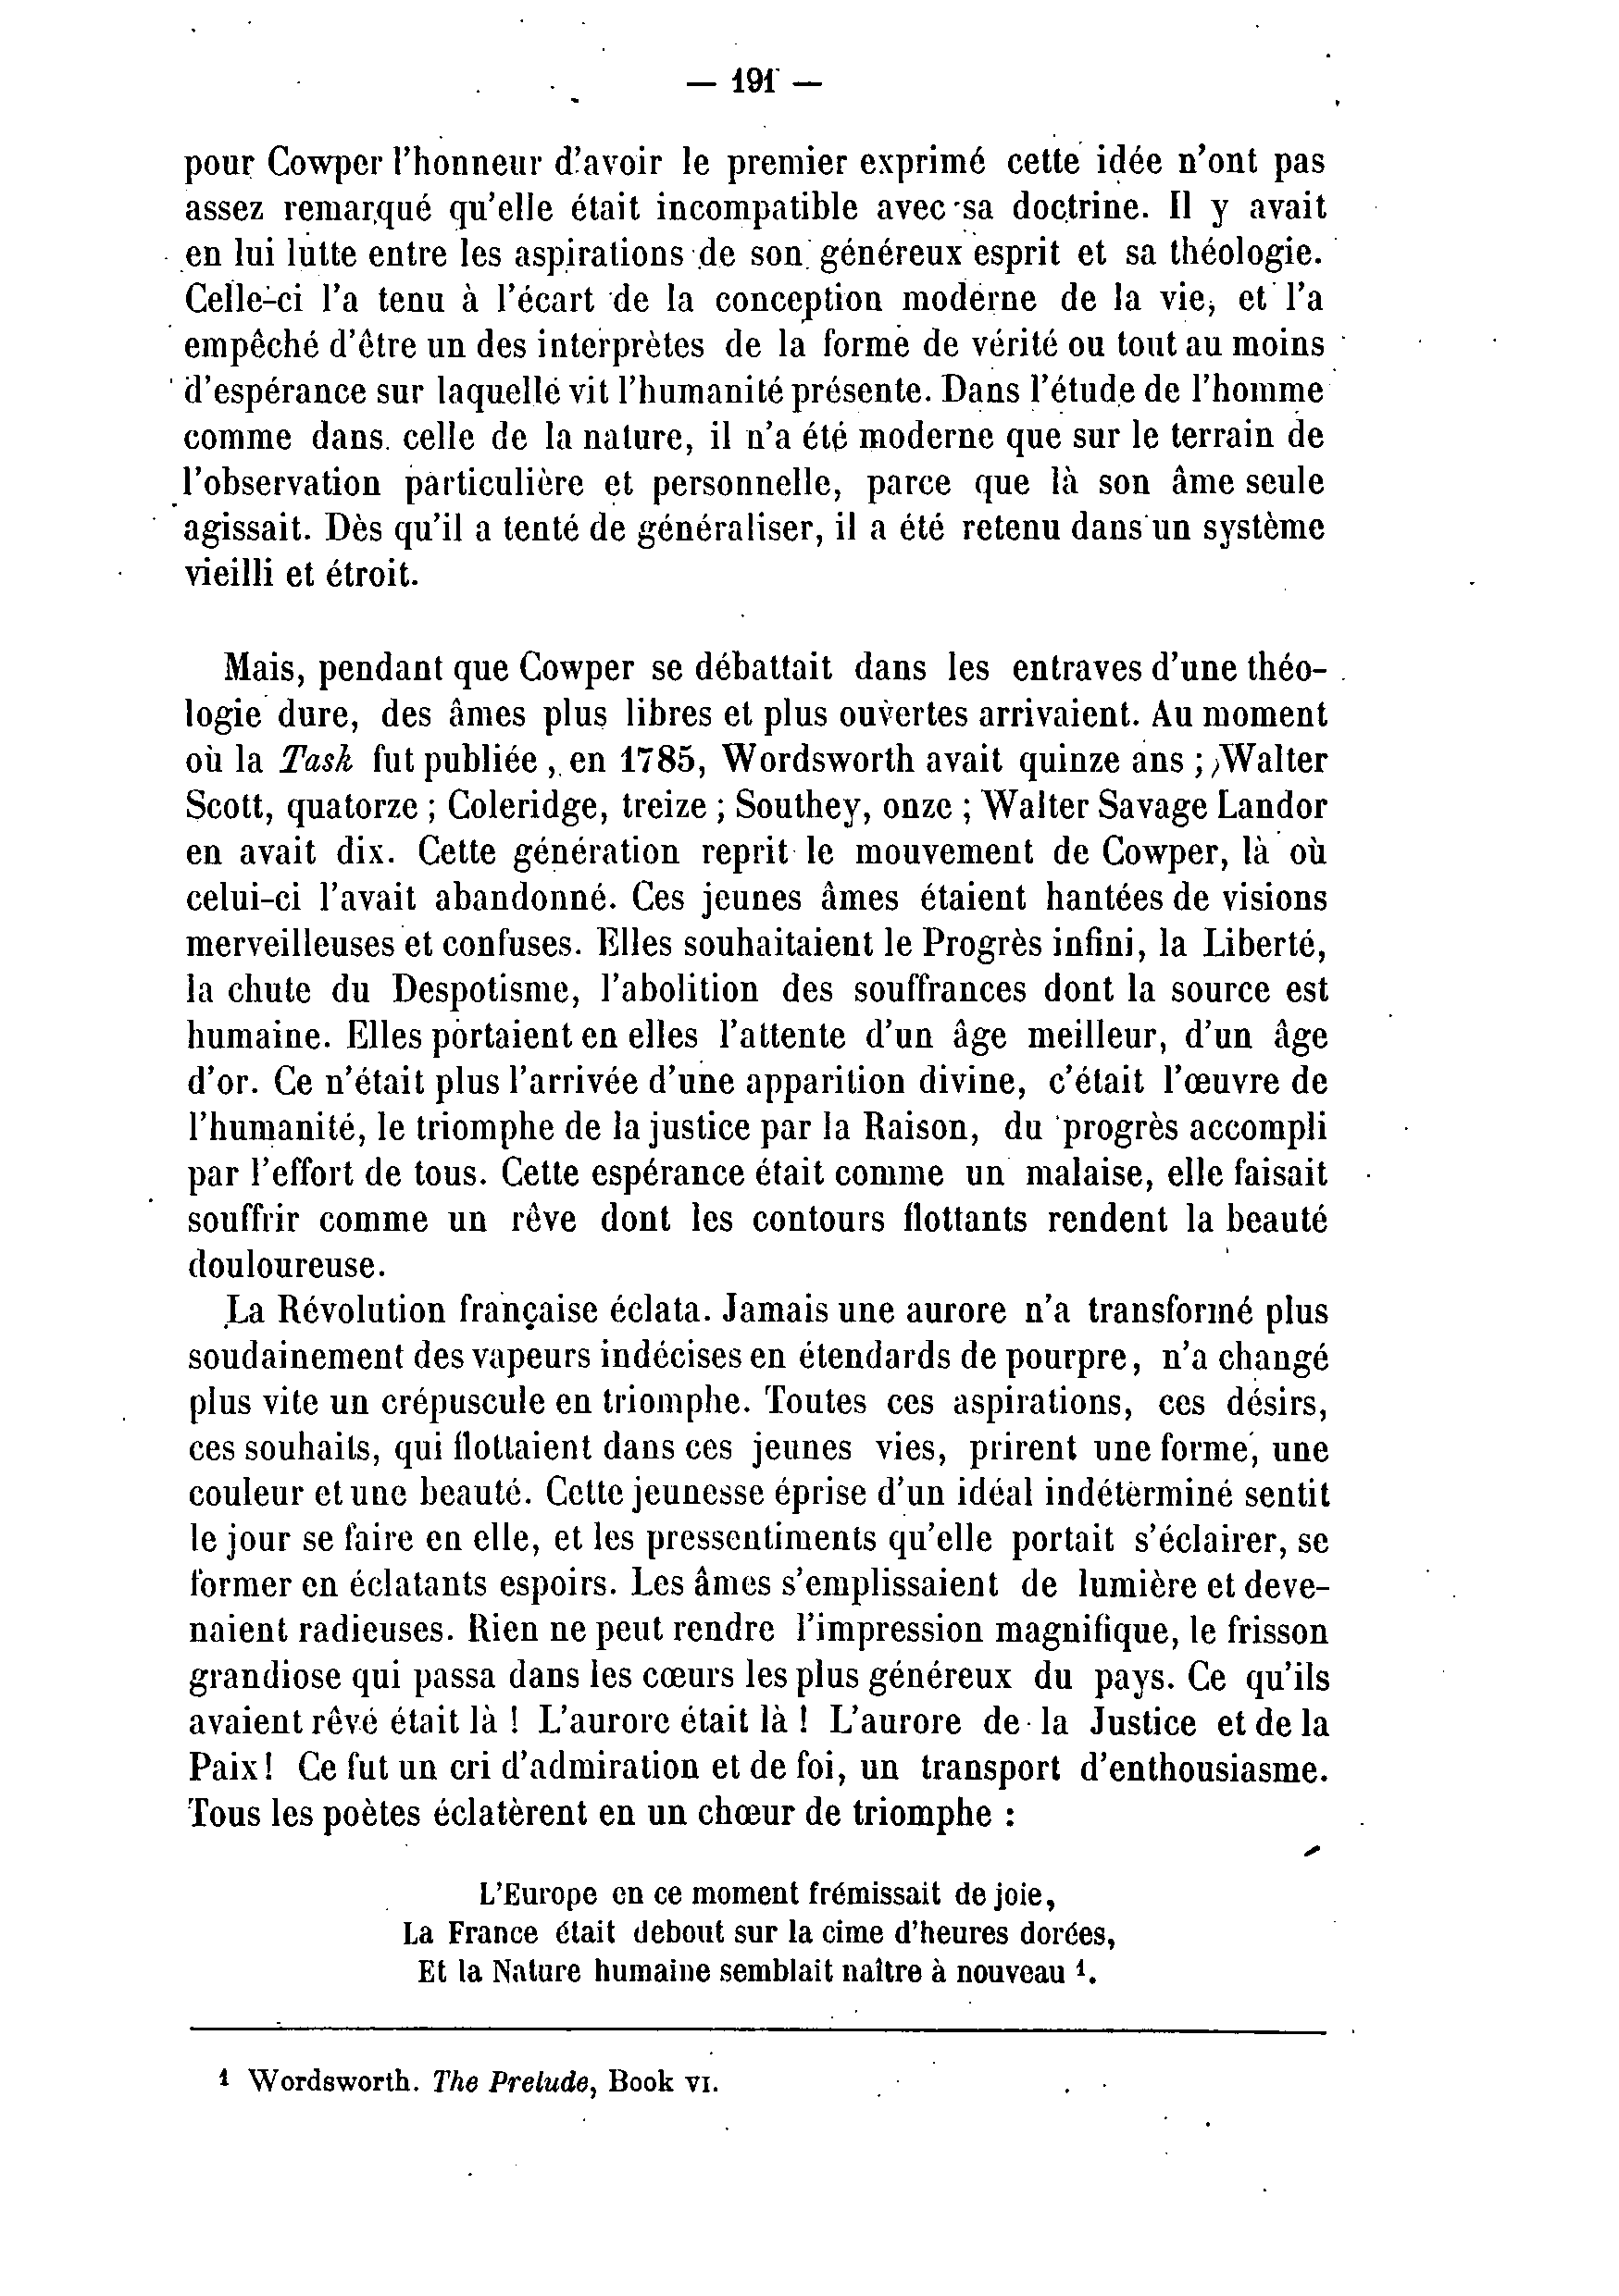 — 191 —
pour Cowper l'honneur d'avoir le premier exprimé cette idée n'ont pas
assez remarqué qu'elle était incompatible avec sa doctrine. Il y avait
en lui lutte entre les aspirations de son généreux esprit et sa théologie.
Celle-ci l'a tenu à l'écart de la conception moderne de la vie, et l'a
empêché d'être un des interprètes de la forme de vérité ou tout au moins
d'espérance sur laquelle vit l'humanité présente. Dans l'étude de l'homme
comme dans celle de la nature, il n'a été moderne que sur le terrain de
l'observation particulière et personnelle, parce que là son âme seule
agissait. Dès qu'il a tenté de généraliser, il a été retenu dans un système
vieilli et étroit.
Mais, pendant que Cowper se débattait dans les entraves d'une théo-
logie dure, des âmes plus libres et plus ouvertes arrivaient. Au moment
où la Task fut publiée, en 1785, Wordsworth avait quinze ans ; Walter
Scott, quatorze ; Coleridge, treize ; Southey, onze ; Walter Savage Landor
en avait dix. Cette génération reprit le mouvement de Cowper, là où
celui-ci l'avait abandonné. Ces jeunes âmes étaient hantées de visions
merveilleuses et confuses. Elles souhaitaient le Progrès infini, la Liberté,
la chute du Despotisme, l'abolition des souffrances dont la source est
humaine. Elles portaient en elles l'attente d'un âge meilleur, d'un âge
d'or. Ce n'était plus l'arrivée d'une apparition divine, c'était l'œuvre de
l'humanité, le triomphe de la justice par la Raison, du progrès accompli
par l'effort de tous. Cette espérance était comme un malaise, elle faisait
souffrir comme un rêve dont les contours flottants rendent la beauté
douloureuse.
La Révolution française éclata. Jamais une aurore n'a transformé plus
soudainement des vapeurs indécises en étendards de pourpre, n'a changé
plus vite un crépuscule en triomphe. Toutes ces aspirations, ces désirs,
ces souhaits, qui flottaient dans ces jeunes vies, prirent une forme, une
couleur et une beauté. Cette jeunesse éprise d'un idéal indéterminé sentit
le jour se faire en elle, et les pressentiments qu'elle portait s'éclairer, se
former en éclatants espoirs. Les âmes s'emplissaient de lumière et deve-
naient radieuses. Rien ne peut rendre l'impression magnifique, le frisson
grandiose qui passa dans les cœurs les plus généreux du pays. Ce qu'ils
avaient rêvé était là ! L'aurore était là ! L'aurore de la Justice et de la
Paix ! Ce fut un cri d'admiration et de foi, un transport d'enthousiasme.
Tous les poètes éclatèrent en un chœur de triomphe :
L'Europe en ce moment frémissait de joie,
La France était debout sur la cime d'heures dorées,
Et la Nature humaine semblait naître à nouveau ¹.
¹ Wordsworth. The Prelude, Book VI.